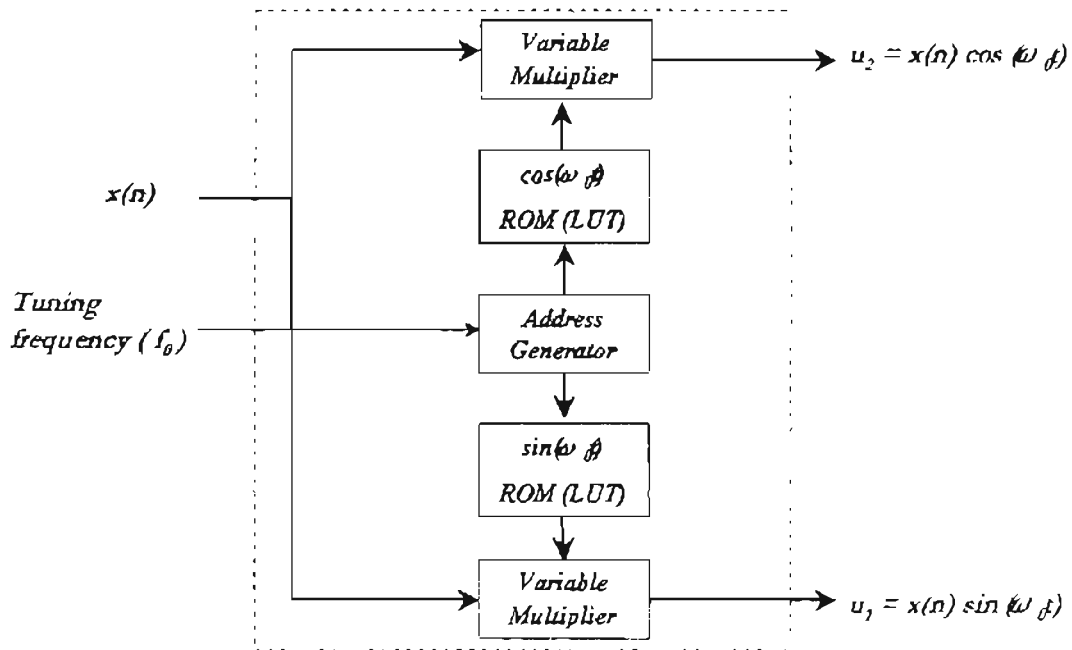 Variable
Multiplier
u₂ = x(n) cos (ω₀t)
cos(ω₀t)
ROM (LUT)
x(n)
Tuning
frequency (f₀)
Address
Generator
sin(ω₀t)
ROM (LUT)
Variable
Multiplier
u₁ = x(n) sin (ω₀t)